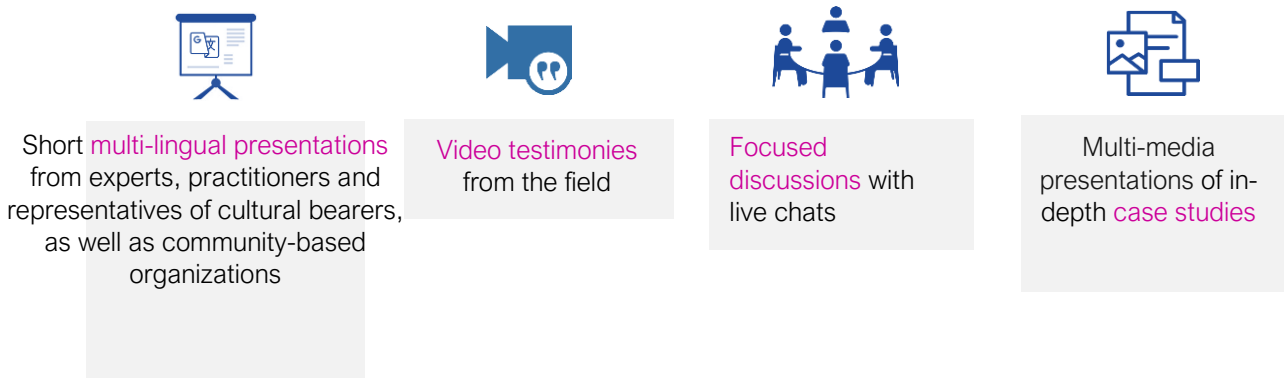 Short multi-lingual presentations
from experts, practitioners and
representatives of cultural bearers,
as well as community-based
organizations
Video testimonies
from the field
Focused
discussions with
live chats
Multi-media
presentations of in-
depth case studies